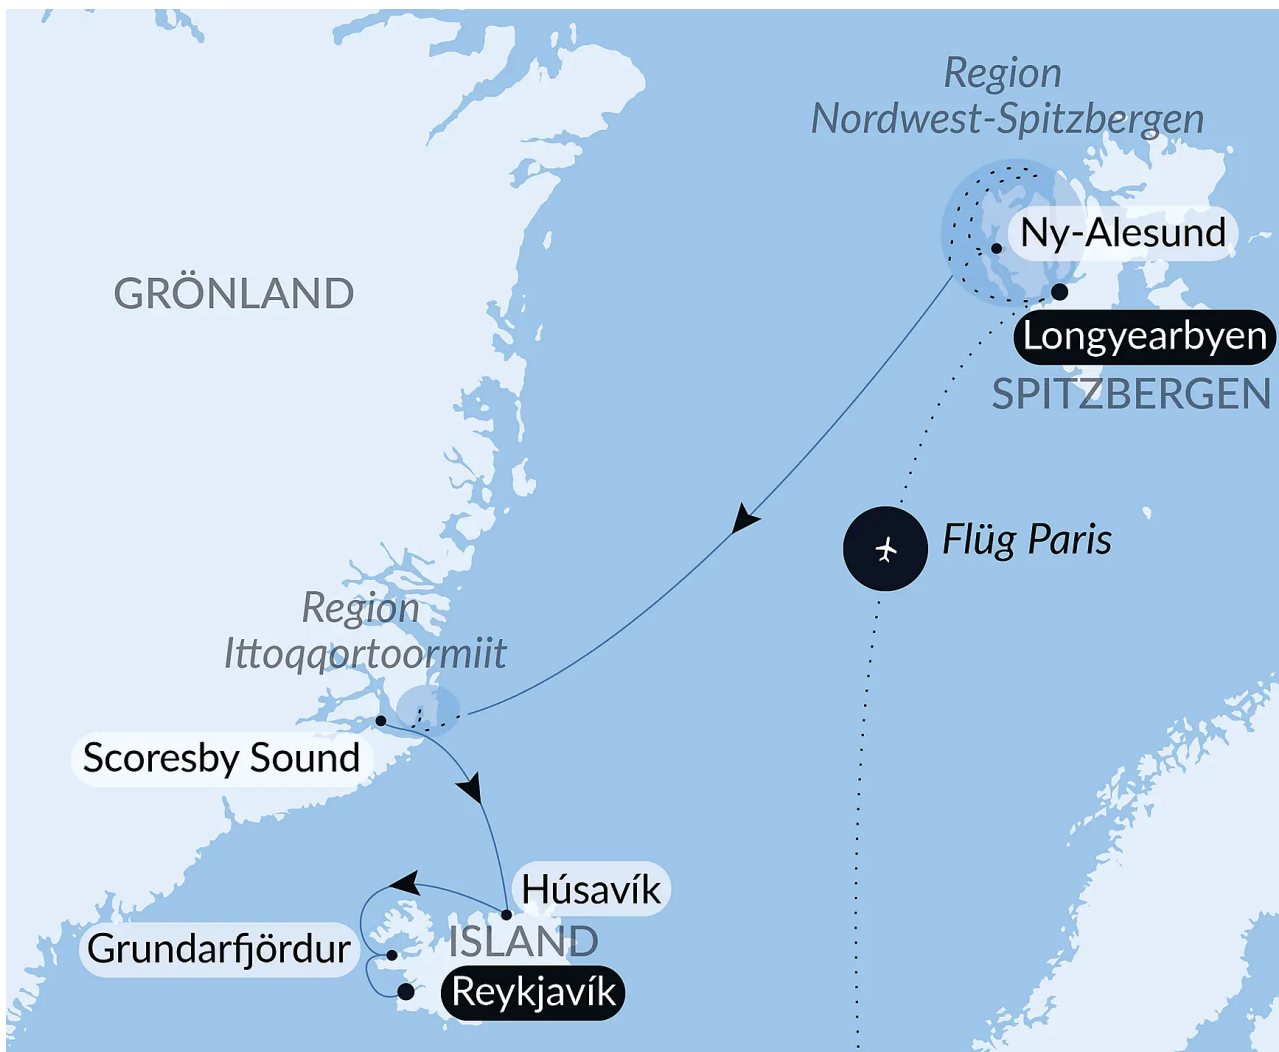 Region
Nordwest-Spitzbergen
Ny-Alesund
GRÖNLAND
Longyearbyen
SPITZBERGEN
Flüg Paris
Region
Ittoqqortoormiit
Scoresby Sound
Húsavík
Grundarfjördur
ISLAND
Reykjavík